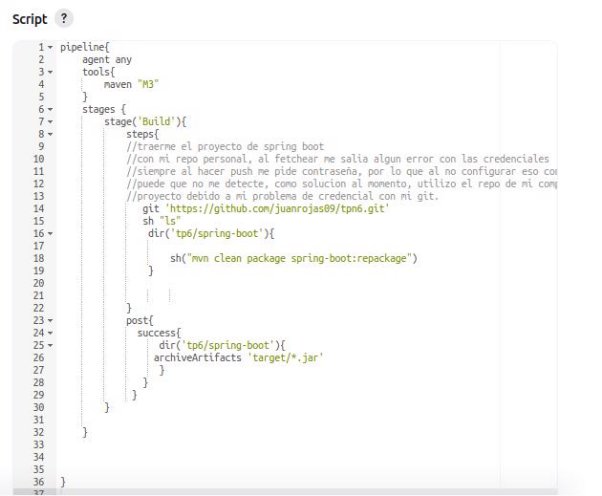 Script ?
1 pipeline{
2 agent any
3 tools{
4 maven "M3"
5 }
6 stages {
7 stage('Build'){
8 steps{
9 //traerme el proyecto de spring boot
10 //con mi repo personal, al fetchear me salia algun error con las credenciales
11 //siempre al hacer push me pide contraseña, por lo que al no configurar eso
12 //puede que no me detecte, como solucion al momento, utilizo el repo de mi
13 //proyecto debido a mi problema de credencial con mi git.
14 git 'https://github.com/juanrojas09/tpn6.git'
15 sh "ls"
16 dir('tp6/spring-boot'){
17
18 sh("mvn clean package spring-boot:repackage")
19 }
20
21
22 }
23 post{
24 success{
25 dir('tp6/spring-boot'){
26 archiveArtifacts 'target/*.jar'
27 }
28 }
29 }
30 }
31
32 }
33
34
35
36 }
37